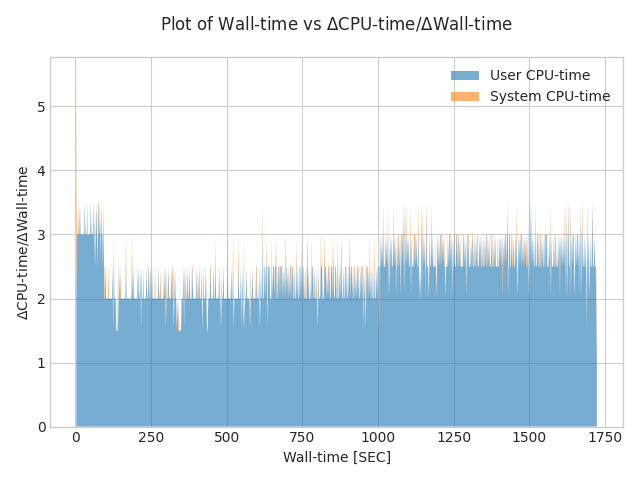 Plot of Wall-time vs ΔCPU-time/ΔWall-time
User CPU-time
System CPU-time
ΔCPU-time/ΔWall-time
5
4
3
2
1
0
0 250 500 750 1000 1250 1500 1750
Wall-time [SEC]